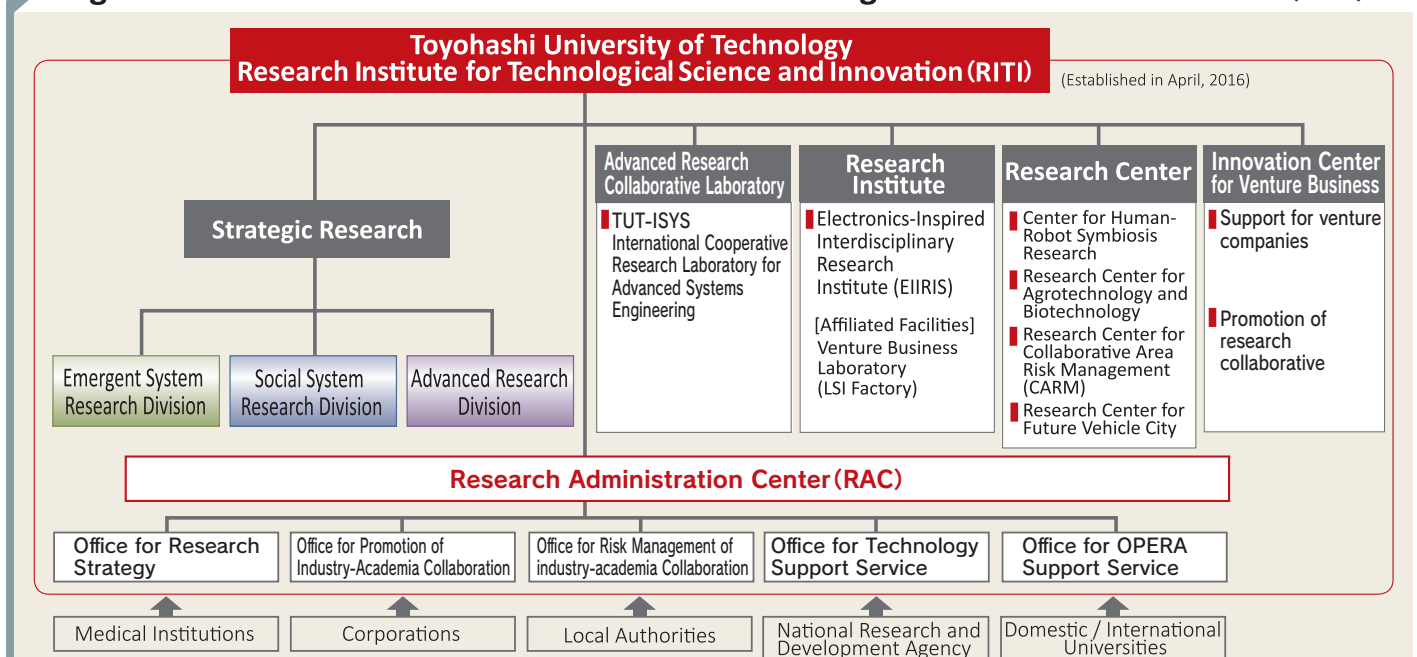 Toyohashi University of Technology
Research Institute for Technological Science and Innovation (RITI)
(Established in April, 2016)
Strategic Research
Emergent System
Research Division
Social System
Research Division
Advanced Research
Division
Advanced Research
Collaborative Laboratory
TUT-ISYS
International Cooperative
Research Laboratory for
Advanced Systems
Engineering
Research
Institute
Electronics-Inspired
Interdisciplinary
Research
Institute (EIIRIS)
[Affiliated Facilities]
Venture Business
Laboratory
(LSI Factory)
Research Center
Center for Human-
Robot Symbiosis
Research
Research Center for
Agrotechnology and
Biotechnology
Research Center for
Collaborative Area
Risk Management
(CARM)
Research Center for
Future Vehicle City
Innovation Center
for Venture Business
Support for venture
companies
Promotion of
research
collaborative
Research Administration Center (RAC)
Office for Research
Strategy
Office for Promotion of
Industry-Academia Collaboration
Office for Risk Management of
industry-academia Collaboration
Office for Technology
Support Service
Office for OPERA
Support Service
Medical Institutions
Corporations
Local Authorities
National Research and
Development Agency
Domestic / International
Universities